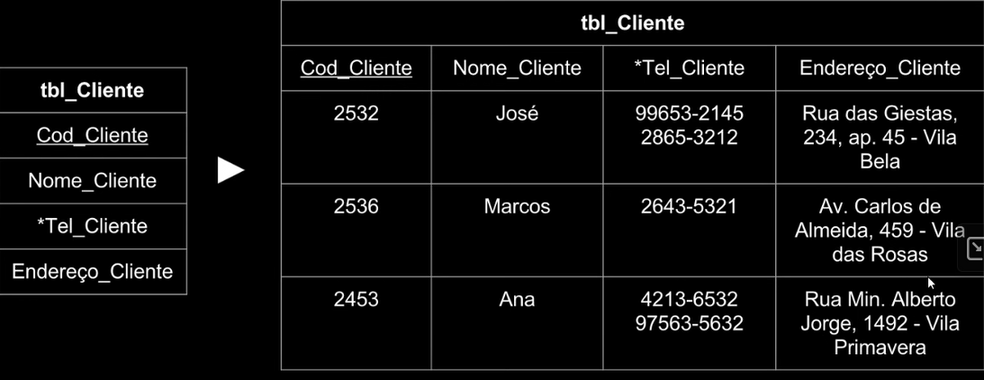 tbl_Cliente
Cod_Cliente
Nome_Cliente
*Tel_Cliente
Endereço_Cliente
tbl_Cliente
Cod_Cliente Nome_Cliente *Tel_Cliente Endereço_Cliente
2532 José 99653-2145 Rua das Giestas,
2865-3212 234, ap. 45 - Vila
Bela
2536 Marcos 2643-5321 Av. Carlos de
Almeida, 459 - Vila
das Rosas
2453 Ana 4213-6532 Rua Min. Alberto
97563-5632 Jorge, 1492 - Vila
Primavera